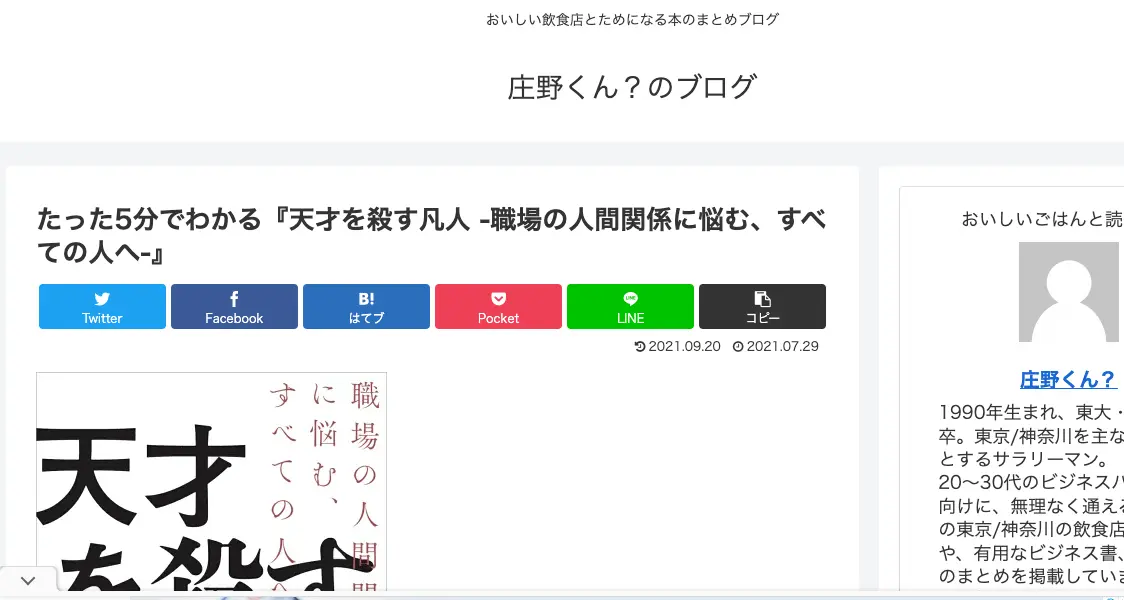 おいしい飲食店とためになる本のまとめブログ
庄野くん？のブログ
たった5分でわかる『天才を殺す凡人 -職場の人間関係に悩む、すべ
ての人へ-』
Twitter
Facebook
B!
はてブ
Pocket
LINE
LINE
コピー
2021.09.20 2021.07.29
職場の人間関
に悩む、
すべての人へ
天才
を殺す
おいしいごはんと読
庄野くん？
1990年生まれ、東大・
卒。東京/神奈川を主な
とするサラリーマン。
20〜30代のビジネスパ
向けに、無理なく通える
の東京/神奈川の飲食店
や、有用なビジネス書、
のまとめを掲載していま